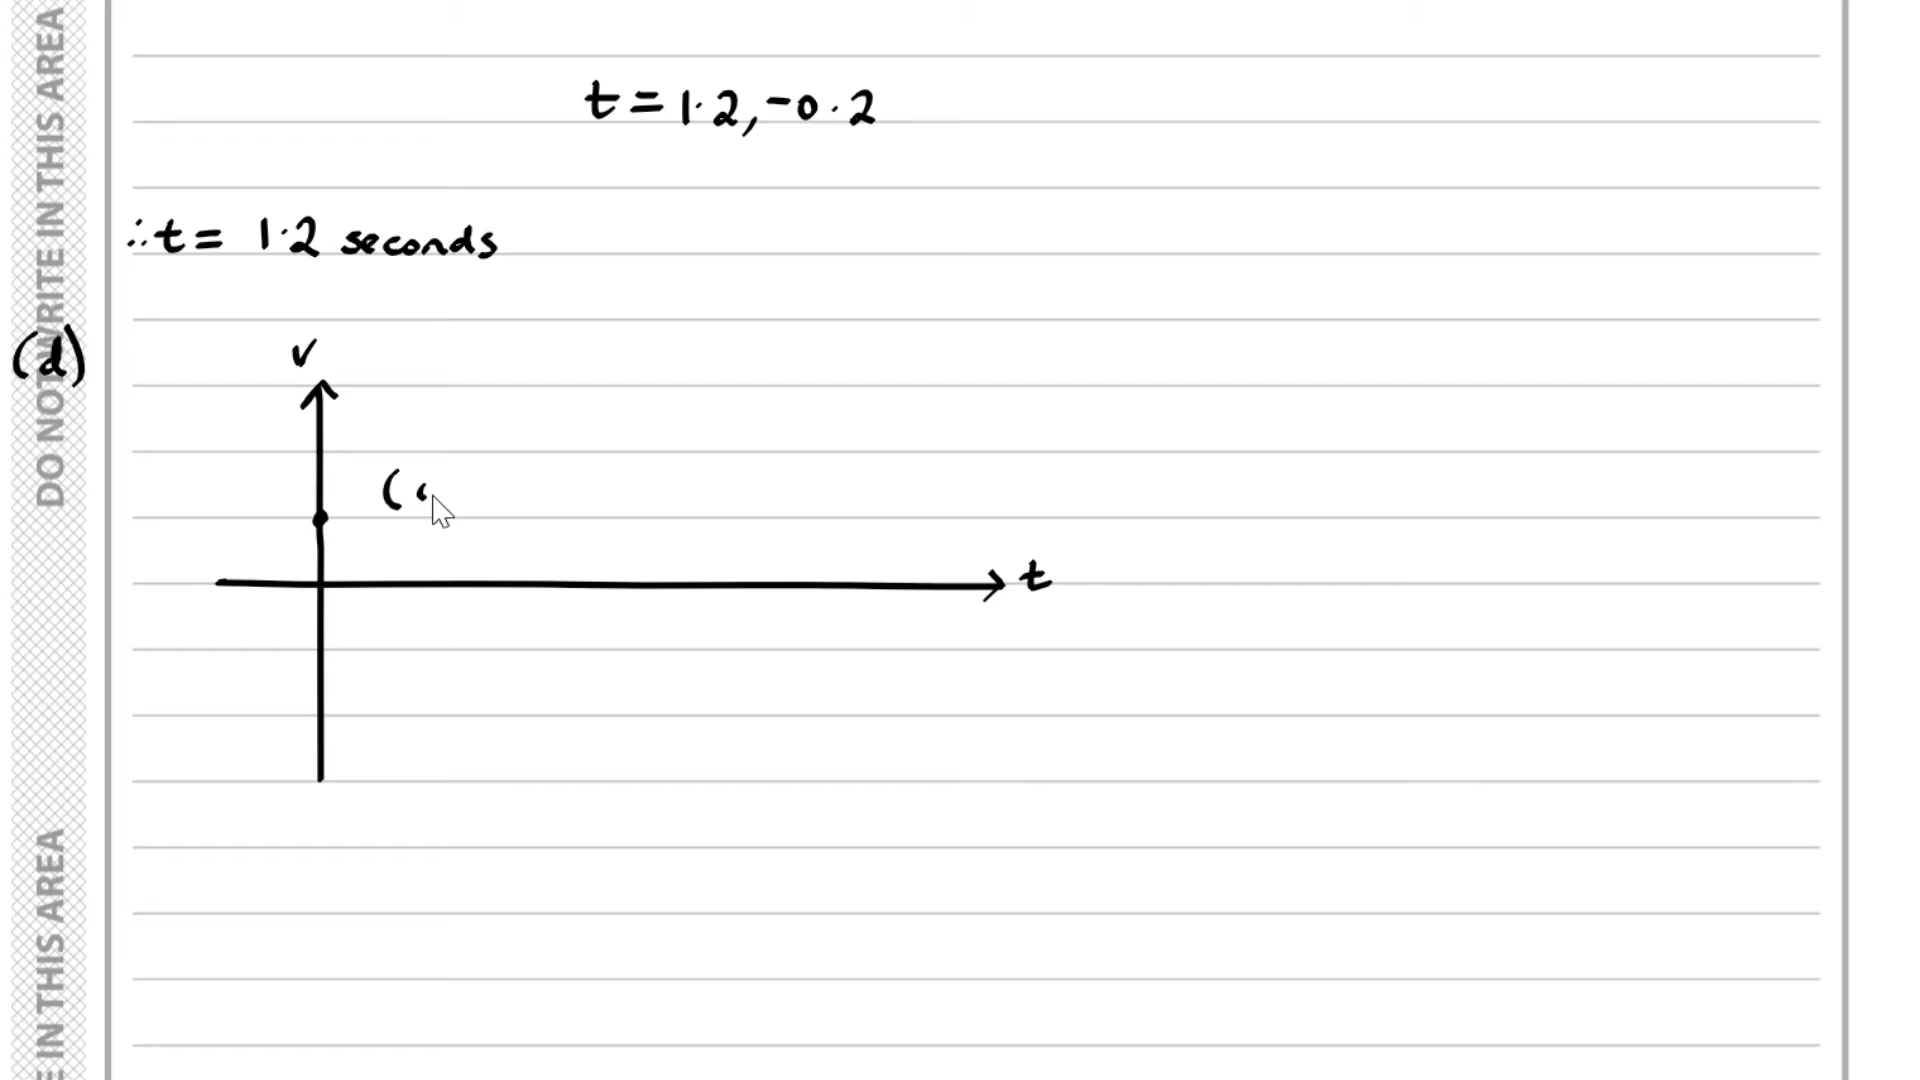 DO NOT WRITE IN THIS AREA
t = 1.2, -0.2
∴ t = 1.2 seconds
(d)
v
(
t
E IN THIS AREA